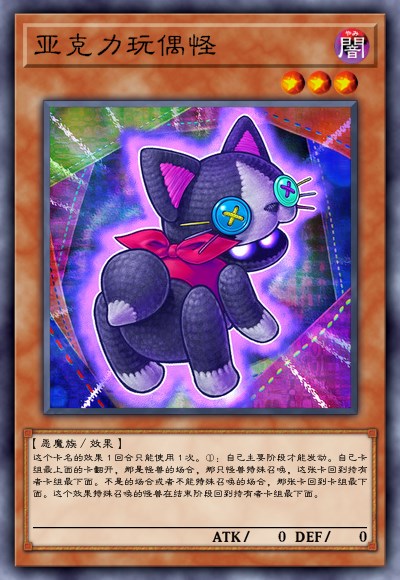 亚克力玩偶怪
やみ
闇
【恶魔族／效果】
这个卡名的效果1回合只能使用1次。①：自己主要阶段才能发动。自己卡
组最上面的卡翻开，那是怪兽的场合，那只怪兽特殊召唤，这张卡回到持有
者卡组最下面。不是的场合或者不能特殊召唤的场合，那张卡回到卡组最下
面。这个效果特殊召唤的怪兽在结束阶段回到持有者卡组最下面。
ATK/ 0 DEF/ 0